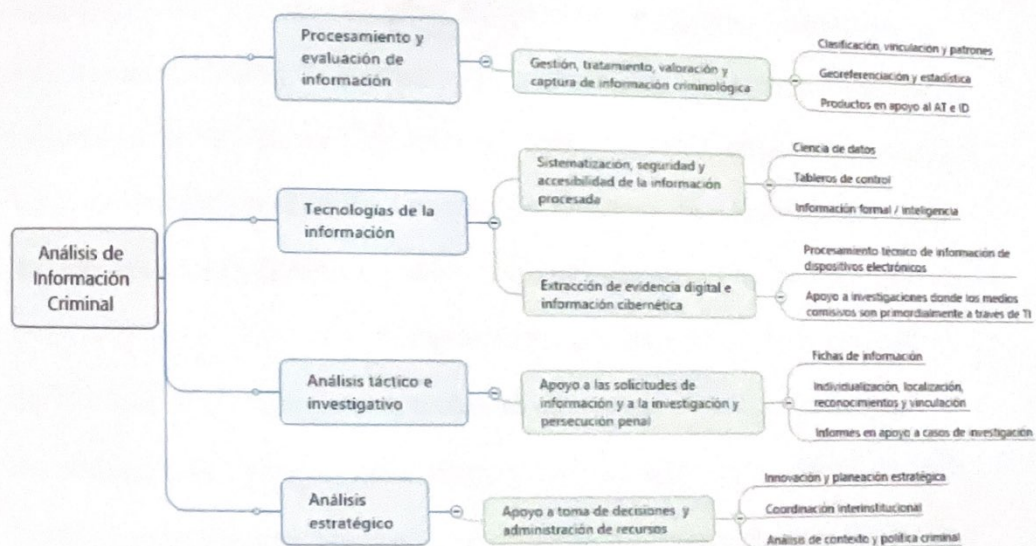 Procesamiento y
evaluación de
información
Gestión, tratamiento, valoración y
captura de información criminológica
Clasificación, vinculación y patrones
Georeferenciación y estadística
Productos en apoyo al AT e ID
Análisis de
Información
Criminal
Tecnologías de la
información
Sistematización, seguridad y
accesibilidad de la información
procesada
Ciencia de datos
Tableros de control
Información formal / inteligencia
Extracción de evidencia digital e
información cibernética
Procesamiento técnico de información de
dispositivos electrónicos
Apoyo a investigaciones donde los medios
comisivos son primordialmente a través de TI
Análisis táctico e
investigativo
Apoyo a las solicitudes de
información y a la investigación y
persecución penal
Fichas de información
Individualización, localización,
reconocimientos y vinculación
Informes en apoyo a casos de investigación
Análisis
estratégico
Apoyo a toma de decisiones y
administración de recursos
Innovación y planeación estratégica
Coordinación interinstitucional
Análisis de contexto y política criminal